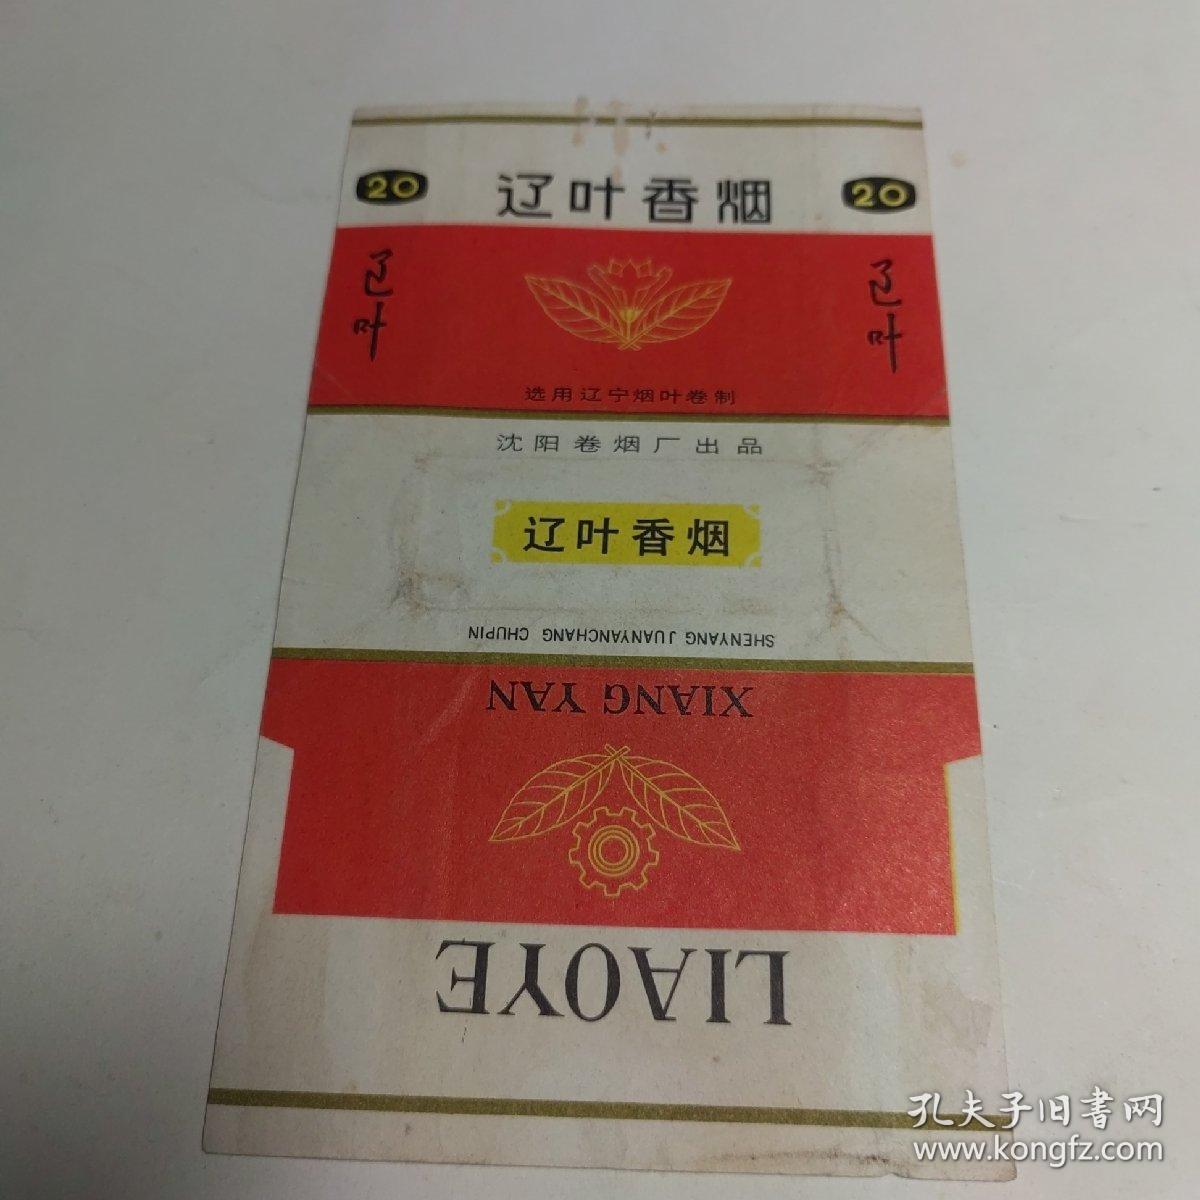 20 辽叶香烟 20
辽叶
辽叶
选用辽宁烟叶卷制
沈阳卷烟厂出品
辽叶香烟
SHENYANG JUANYANCHANG CHUPIN
XIANG YAN
LIAOYE
孔夫子旧書网
www.kongfz.com